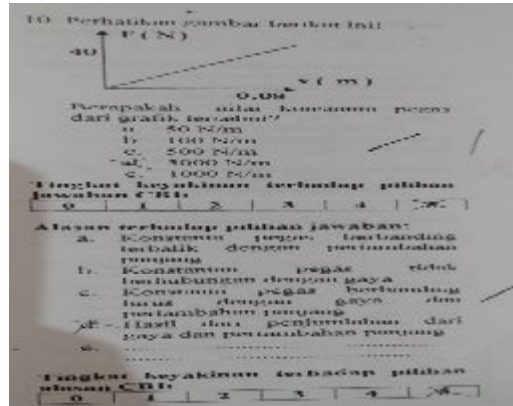 10. Perhatikan gambar berikut ini!
F ( N )
40
x ( m )
0,08
Berapakah nilai konstanta pegas
dari grafik tersebut?
a. 50 N/m
b. 100 N/m
c. 500 N/m
d. 5000 N/m
e. 1000 N/m
Tingkat keyakinan terhadap pilihan
jawaban CRI:
0 1 2 3 4 5
Alasan terhadap pilihan jawaban:
a. Konstanta pegas berbanding
terbalik dengan pertambahan
panjang
b. Konstanta pegas tidak
berhubungan dengan gaya
c. Konstanta pegas berbanding
lurus dengan gaya dan
pertambahan panjang
d. Hasil dari penjumlahan dari
gaya dan pertambahan panjang
e. ........................
........................
Tingkat keyakinan terhadap pilihan
alasan CRI:
0 1 2 3 4 5